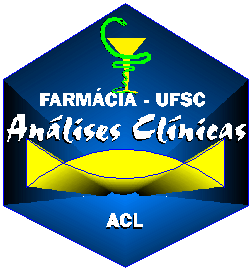 FARMÁCIA - UFSC
Análises Clínicas
ACL